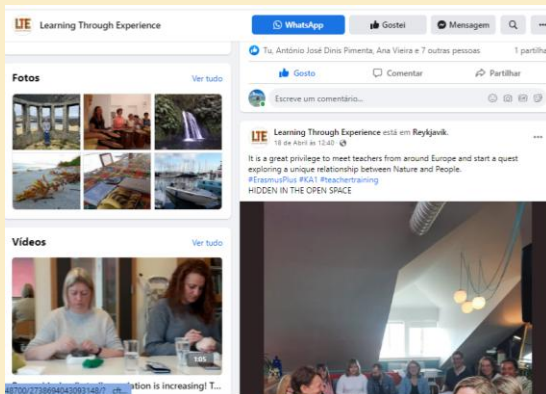 LTE Learning Through Experience
WhatsApp
Gostei
Mensagem
Tu, António José Dinis Pimenta, Ana Vieira e 7 outras pessoas
1 partilha
Gosto
Comentar
Partilhar
Escreve um comentário...
Fotos
Ver tudo
LTE
Learning Through Experience está em Reykjavik.
18 de Abril às 12:40
It is a great privilege to meet teachers from around Europe and start a quest
exploring a unique relationship between Nature and People.
#ErasmusPlus #KA1 #teachertraining
HIDDEN IN THE OPEN SPACE
Vídeos
Ver tudo
1:05
is increasing! T...